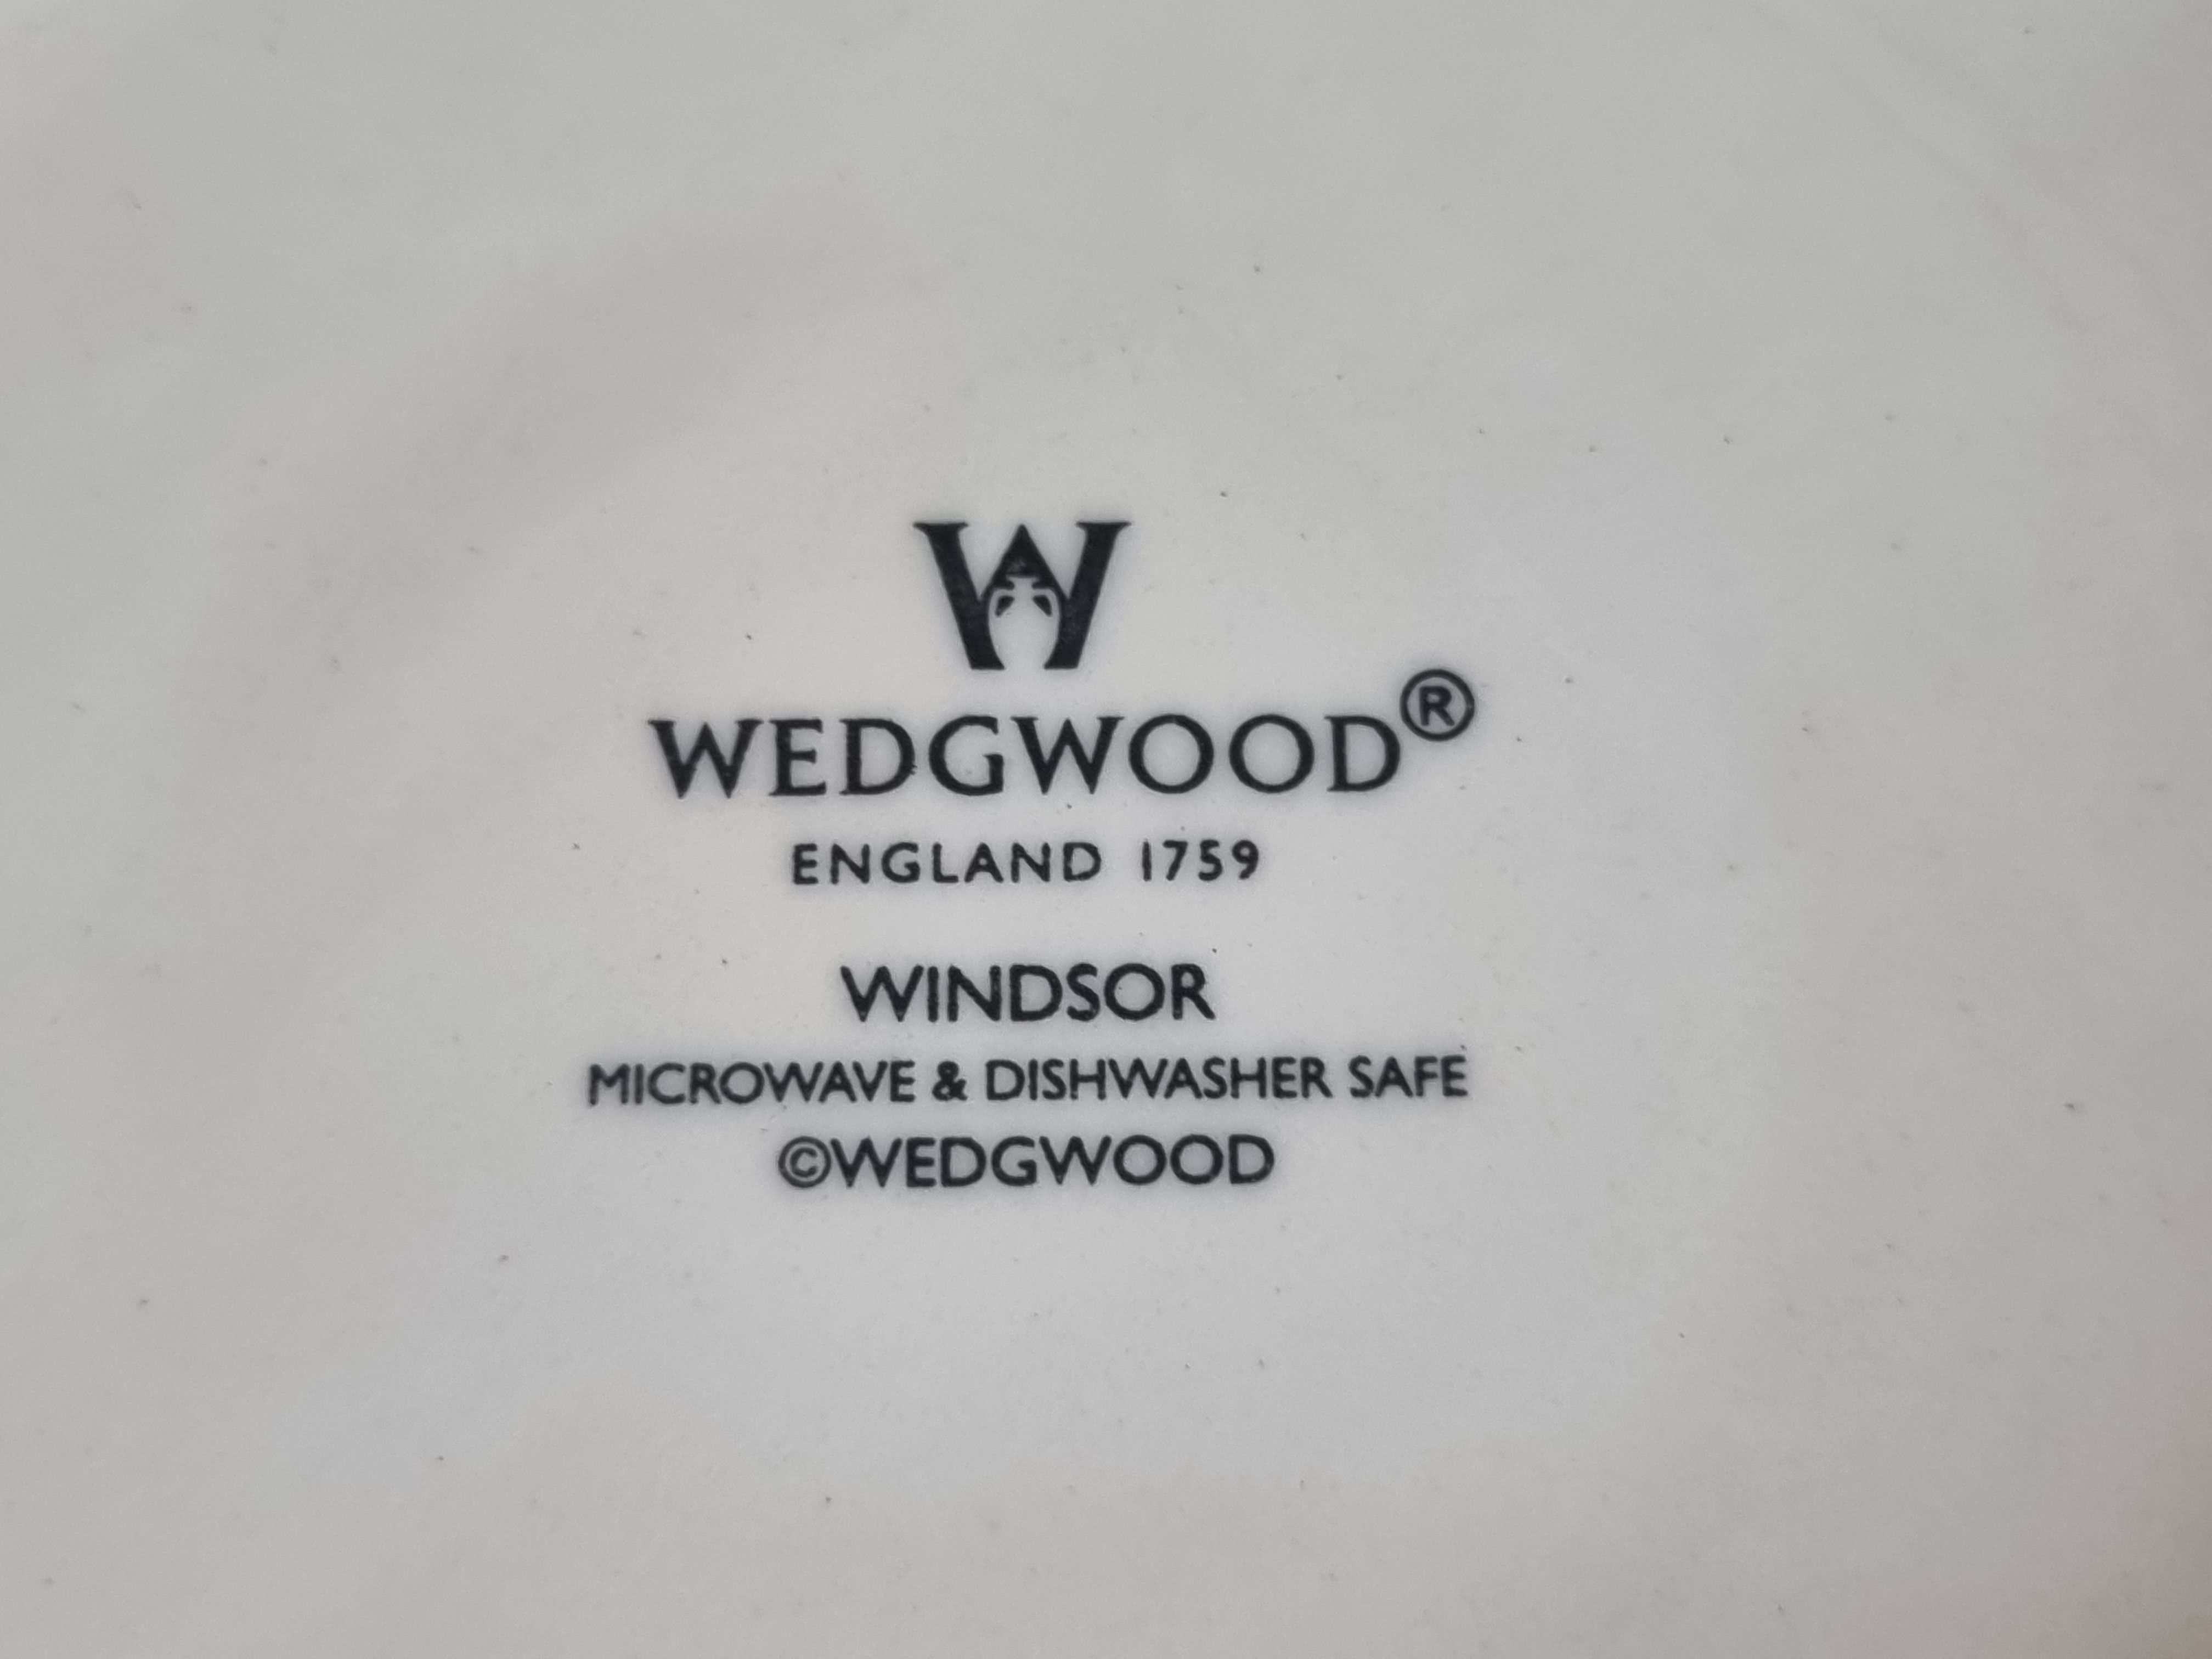 W
WEDGWOOD®
ENGLAND 1759
WINDSOR
MICROWAVE & DISHWASHER SAFE
©WEDGWOOD